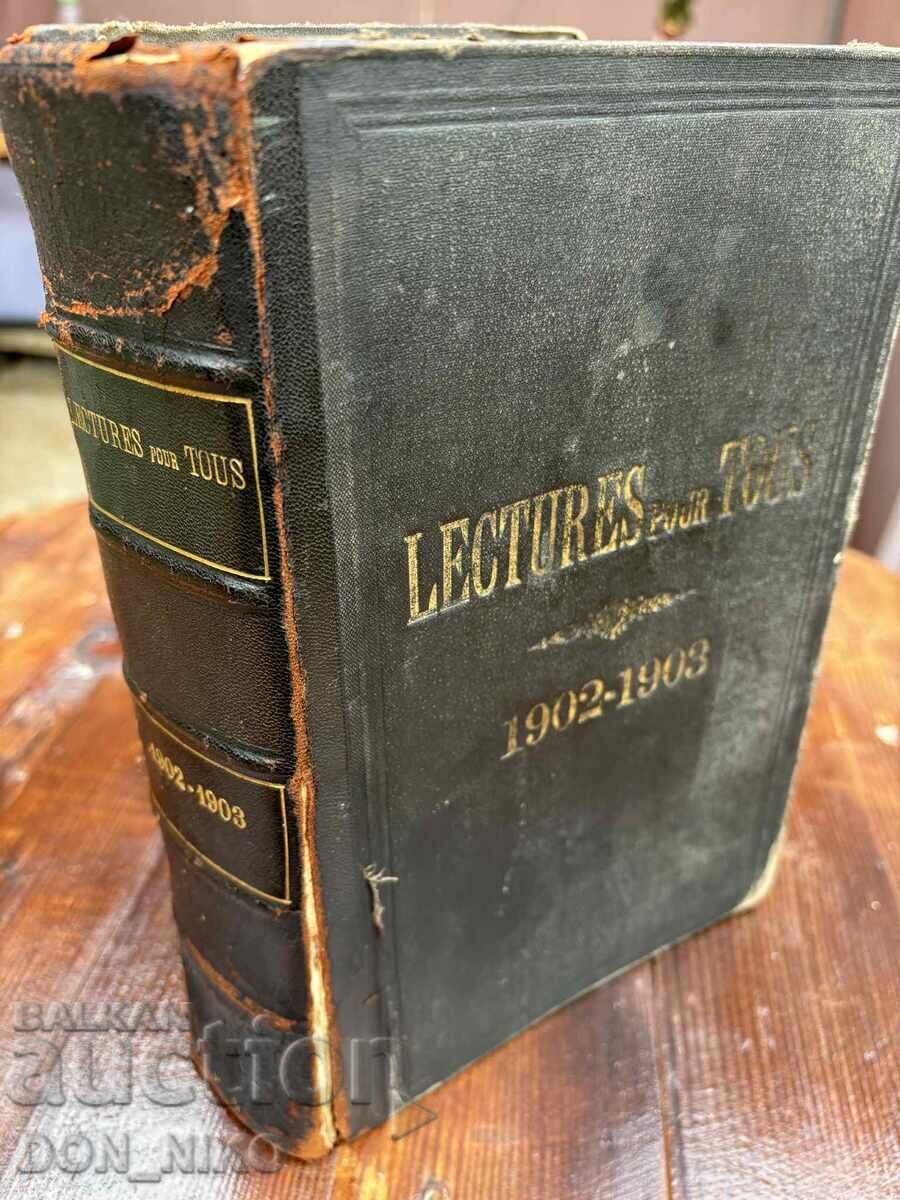 LECTURES POUR TOUS
1902-1903
LECTURES POUR TOUS
1902-1903
BALKAN
auction
DON_NIKO